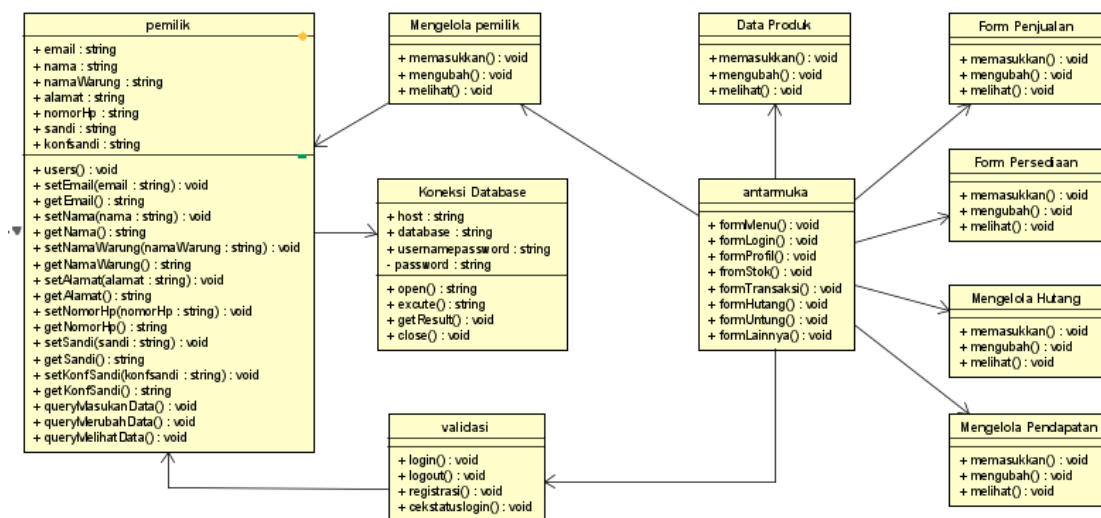 pemilik
+ email : string
+ nama : string
+ namaWarung : string
+ alamat : string
+ nomorHp : string
+ sandi : string
+ konfsandi : string
+ users() : void
+ setEmail(email : string) : void
+ getEmail() : string
+ setNama(nama : string) : void
+ getNama() : string
+ setNamaWarung(namaWarung : string) : void
+ getNamaWarung() : string
+ setAlamat(alamat : string) : void
+ getAlamat() : string
+ setNomorHp(nomorHp : string) : void
+ getNomorHp() : string
+ setSandi(sandi : string) : void
+ getSandi() : string
+ setKonfSandi(konfsandi : string) : void
+ getKonfSandi() : string
+ queryMasukanData() : void
+ queryMerubahData() : void
+ queryMelihatData() : void
Mengelola pemilik
+ memasukkan() : void
+ mengubah() : void
+ melihat() : void
Koneksi Database
+ host : string
+ database : string
+ usernamepassword : string
- password : string
+ open() : string
+ excute() : string
+ getResult() : void
+ close() : void
validasi
+ login() : void
+ logout() : void
+ registrasi() : void
+ cekstatuslogin() : void
Data Produk
+ memasukkan() : void
+ mengubah() : void
+ melihat() : void
antarmuka
+ formMenu() : void
+ formLogin() : void
+ formProfil() : void
+ fromStok() : void
+ formTransaksi() : void
+ formHutang() : void
+ formUntung() : void
+ formLainnya() : void
Form Penjualan
+ memasukkan() : void
+ mengubah() : void
+ melihat() : void
Form Persediaan
+ memasukkan() : void
+ mengubah() : void
+ melihat() : void
Mengelola Hutang
+ memasukkan() : void
+ mengubah() : void
+ melihat() : void
Mengelola Pendapatan
+ memasukkan() : void
+ mengubah() : void
+ melihat() : void